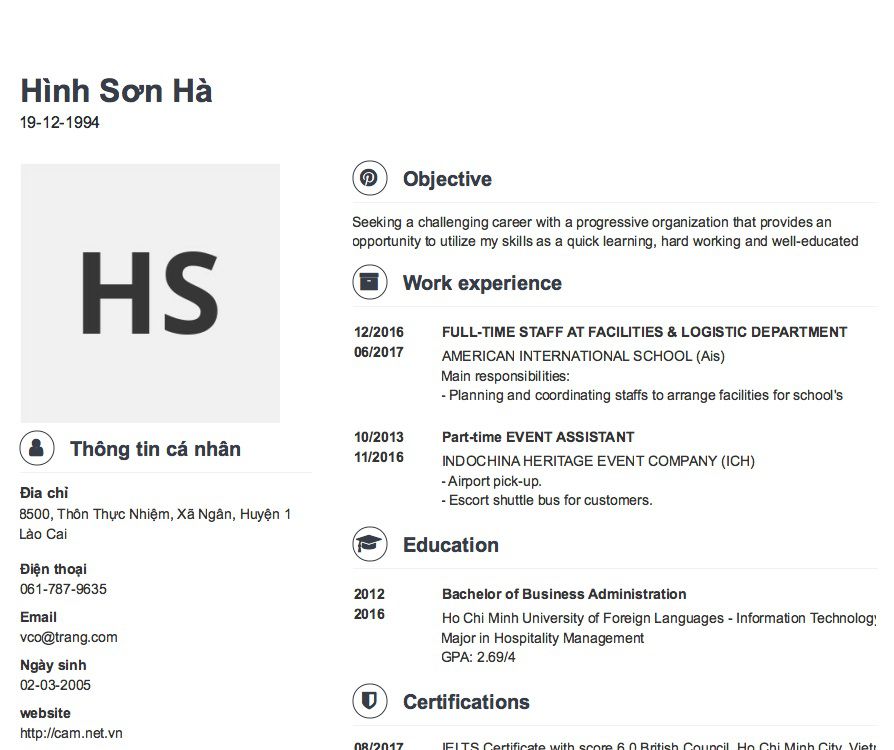 Hình Sơn Hà
19-12-1994
HS
Thông tin cá nhân
Đia chỉ
8500, Thôn Thực Nhiệm, Xã Ngân, Huyện 1
Lào Cai
Điện thoại
061-787-9635
Email
vco@trang.com
Ngày sinh
02-03-2005
website
http://cam.net.vn
Objective
Seeking a challenging career with a progressive organization that provides an
opportunity to utilize my skills as a quick learning, hard working and well-educated
Work experience
12/2016 FULL-TIME STAFF AT FACILITIES & LOGISTIC DEPARTMENT
06/2017 AMERICAN INTERNATIONAL SCHOOL (Ais)
Main responsibilities:
- Planning and coordinating staffs to arrange facilities for school's
10/2013 Part-time EVENT ASSISTANT
11/2016 INDOCHINA HERITAGE EVENT COMPANY (ICH)
- Airport pick-up.
- Escort shuttle bus for customers.
Education
2012 Bachelor of Business Administration
2016 Ho Chi Minh University of Foreign Languages - Information Technology
Major in Hospitality Management
GPA: 2.69/4
Certifications
08/2017 IELTS Certificate with score 6.0 British Council, Ho Chi Minh City,